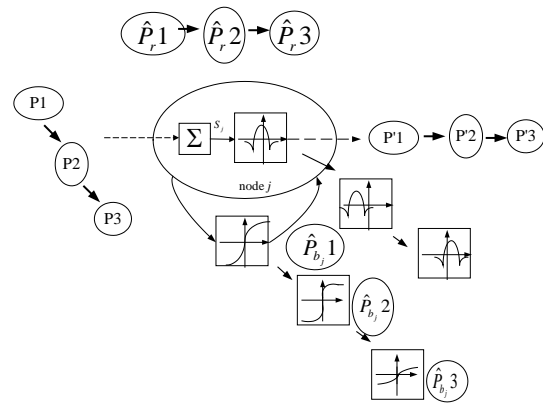 P̂r1 P̂r2 P̂r3
P1
P2
P3
Σ
Sj
node j
P'1 P'2 P'3
P̂bj1
P̂bj2
P̂bj3